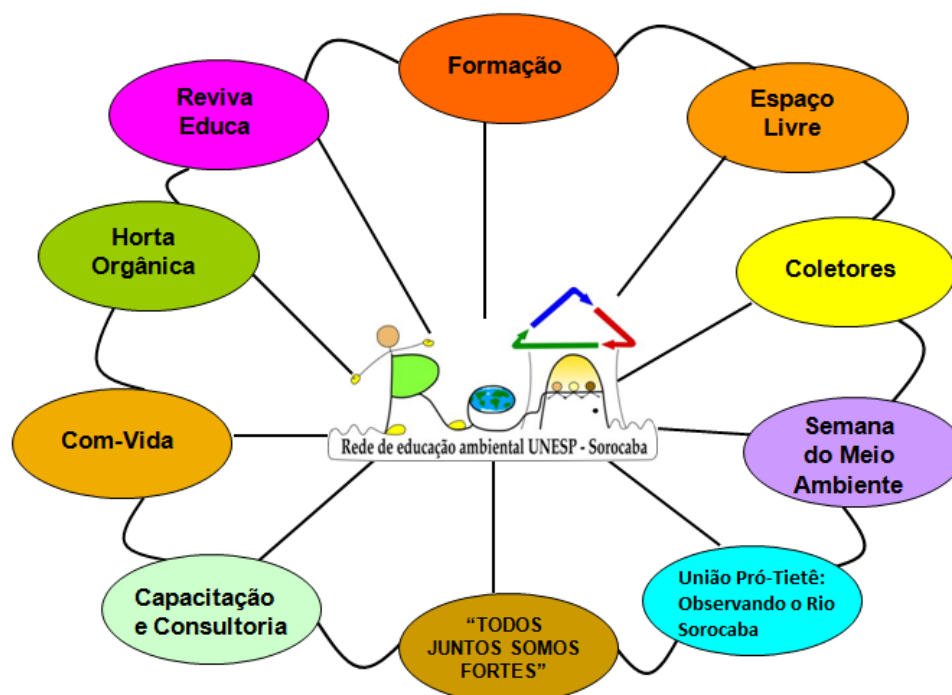 Formação
Reviva
Educa
Espaço
Livre
Horta
Orgânica
Coletores
Com-Vida
Rede de educação ambiental UNESP - Sorocaba
Semana
do Meio
Ambiente
Capacitação
e Consultoria
“TODOS
JUNTOS SOMOS
FORTES”
União Pró-Tietê:
Observando o Rio
Sorocaba